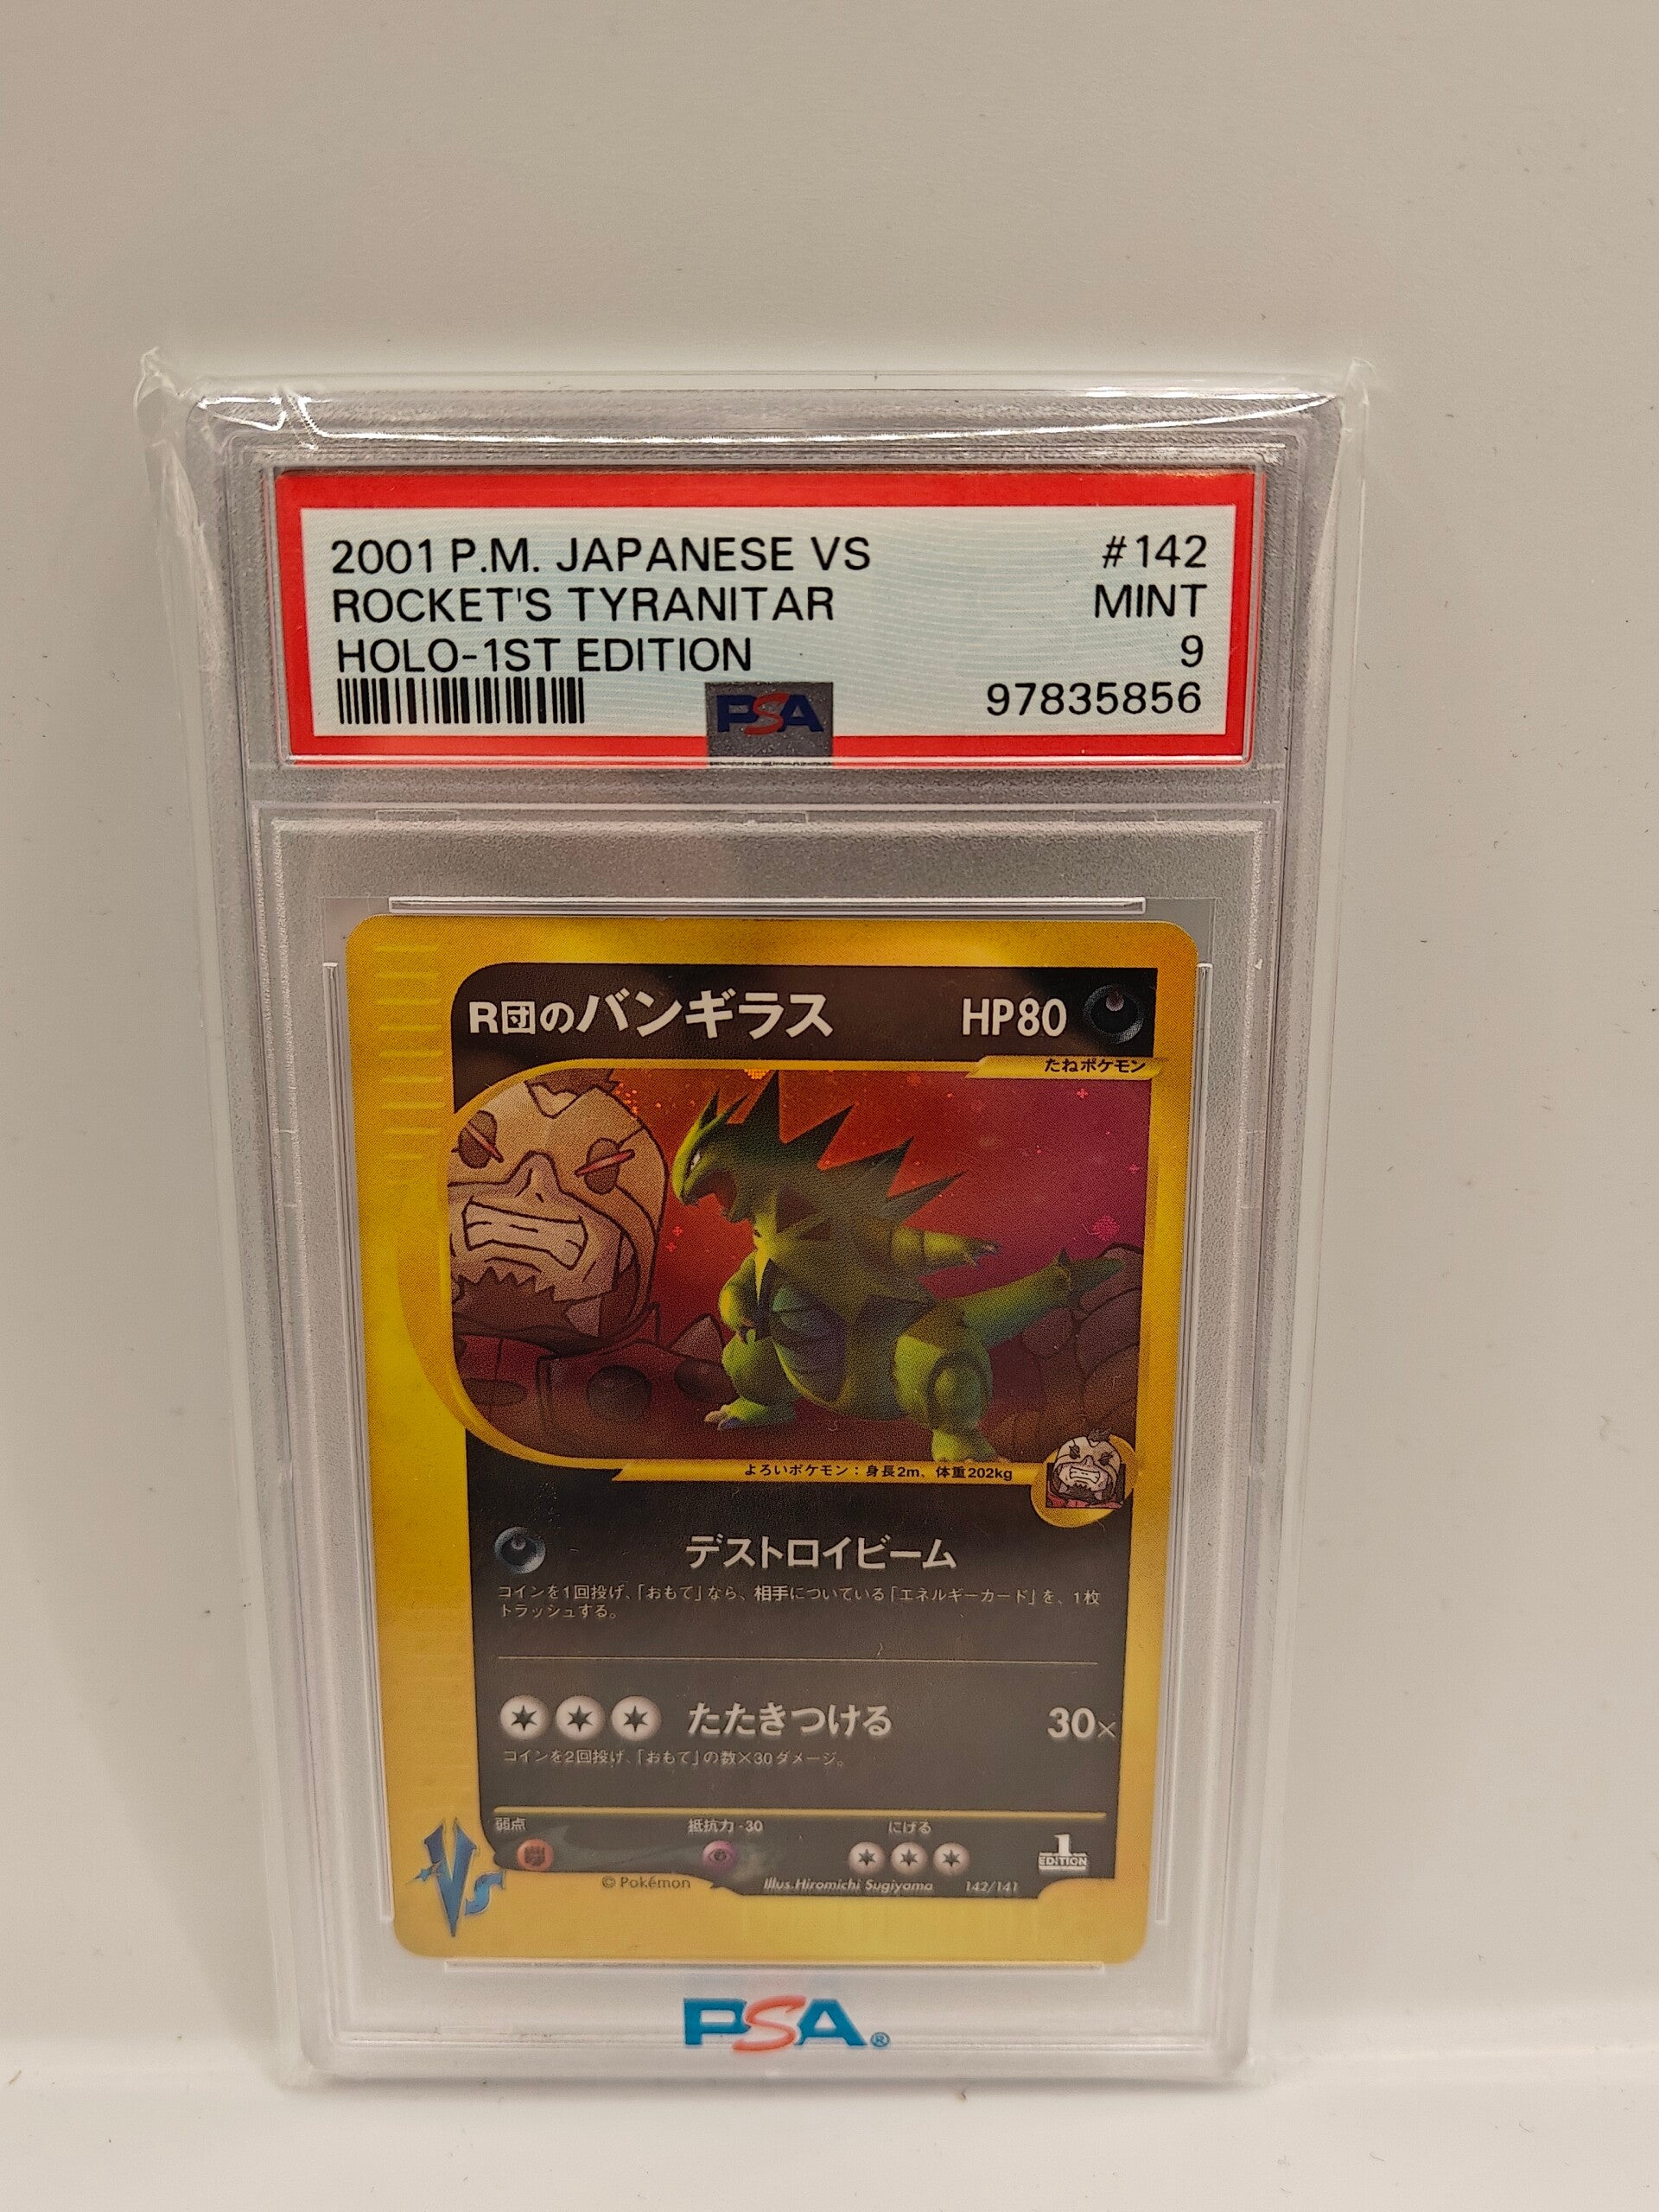 2001 P.M. JAPANESE VS #142
ROCKET'S TYRANITAR MINT
HOLO-1ST EDITION 9
PSA 97835856
R団のバンギラス HP80
たねポケモン
よろいポケモン：身長2m、体重202kg
デストロイビーム
コインを1回投げ、「おもて」なら、相手についている「エネルギーカード」を、1枚
トラッシュする。
たたきつける 30×
コインを2回投げ、「おもて」の数×30ダメージ。
弱点 抵抗力 -30 にげる
1
EDITION
VS
© Pokémon Illus.Hiromichi Sugiyama 142/141
PSA®